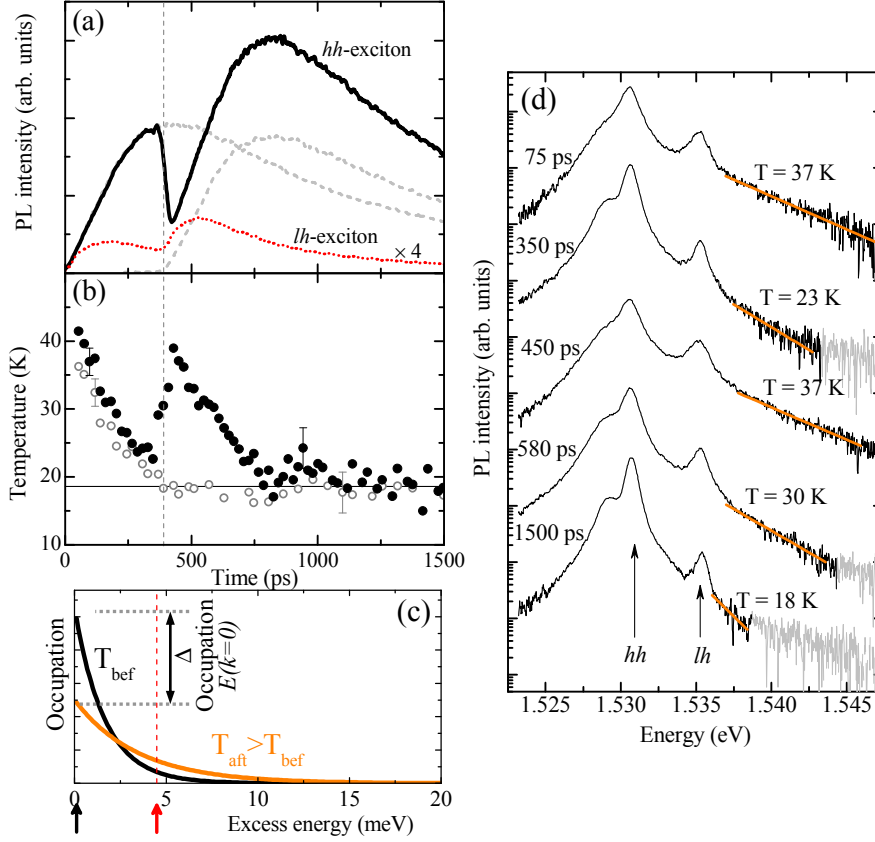 (a)
hh-exciton
lh-exciton
× 4
PL intensity (arb. units)
(b)
40
30
20
10
Temperature (K)
0
500
1000
1500
Time (ps)
(c)
Occupation
T_bef
Δ Occupation
E(k=0)
T_aft>T_bef
0
5
10
15
20
Excess energy (meV)
(d)
75 ps
T = 37 K
350 ps
T = 23 K
450 ps
T = 37 K
580 ps
T = 30 K
1500 ps
T = 18 K
hh
lh
PL intensity (arb. units)
1.525
1.530
1.535
1.540
1.545
Energy (eV)